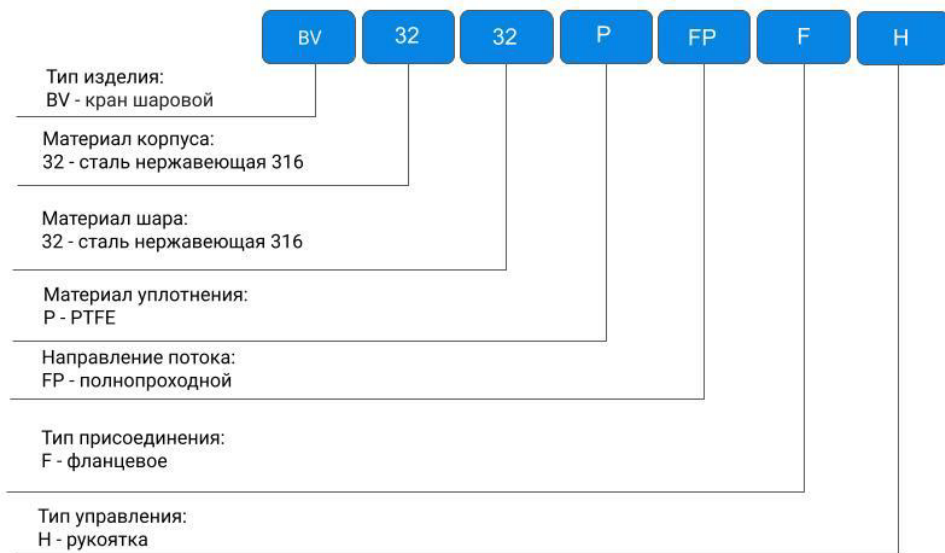 BV 32 32 P FP F H
Тип изделия:
BV - кран шаровой
Материал корпуса:
32 - сталь нержавеющая 316
Материал шара:
32 - сталь нержавеющая 316
Материал уплотнения:
P - PTFE
Направление потока:
FP - полнопроходной
Тип присоединения:
F - фланцевое
Тип управления:
H - рукоятка